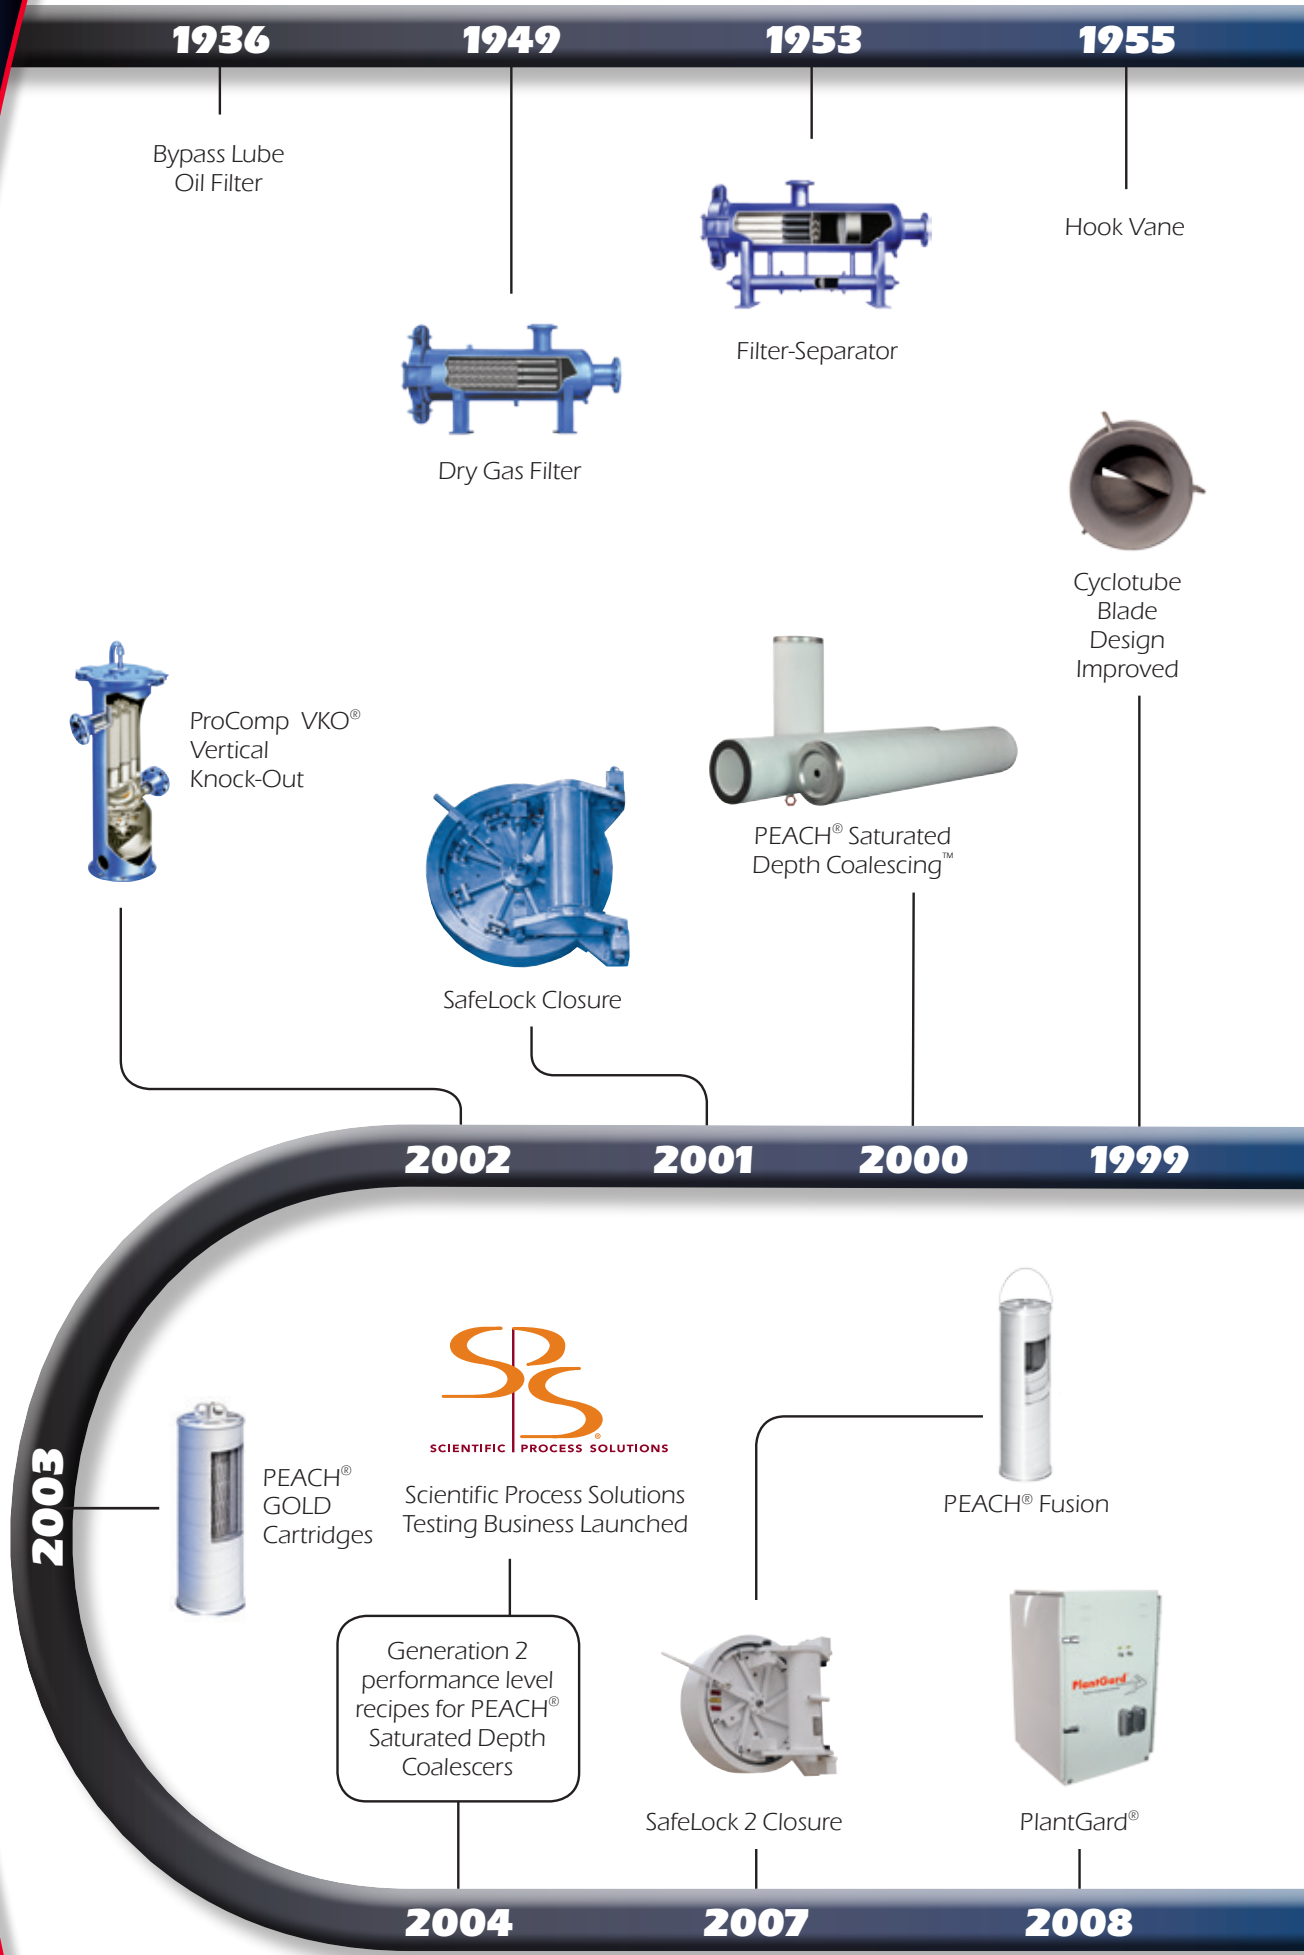 1936
1949
1953
1955
Bypass Lube
Oil Filter
Hook Vane
Filter-Separator
Dry Gas Filter
Cyclotube
Blade
Design
Improved
ProComp VKO®
Vertical
Knock-Out
PEACH® Saturated
Depth Coalescing™
SafeLock Closure
2002
2001
2000
1999
2003
PEACH®
GOLD
Cartridges
SPS®
SCIENTIFIC PROCESS SOLUTIONS
Scientific Process Solutions
Testing Business Launched
PEACH® Fusion
Generation 2
performance level
recipes for PEACH®
Saturated Depth
Coalescers
PlantGard
SafeLock 2 Closure
PlantGard®
2004
2007
2008